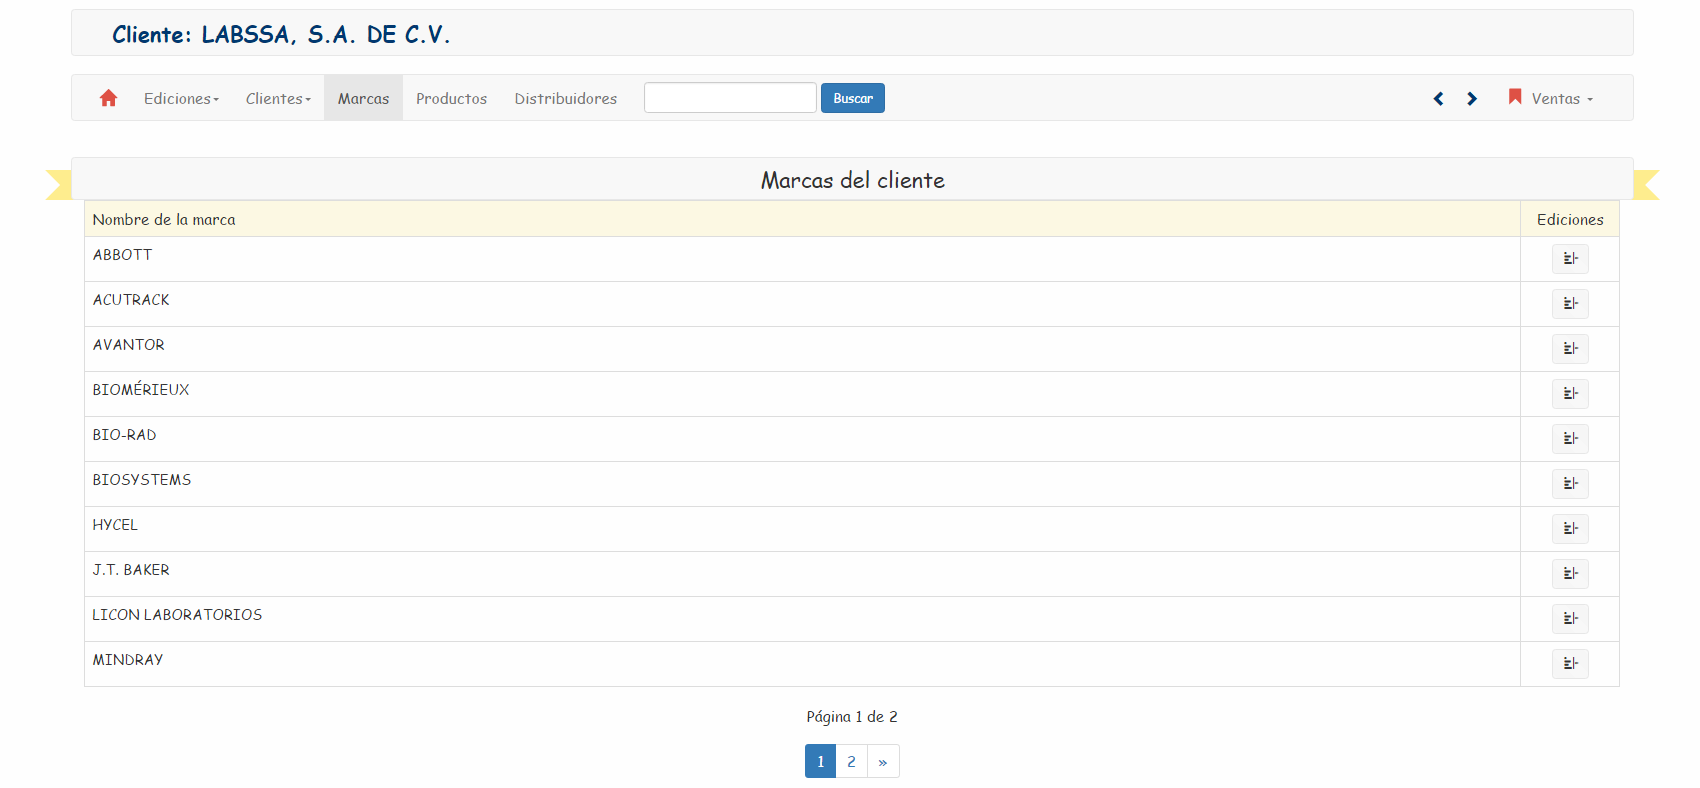 Cliente: LABSSA, S.A. DE C.V.
Ediciones Clientes Marcas Productos Distribuidores Buscar Ventas
Marcas del cliente
Nombre de la marca Ediciones
ABBOTT
ACUTRACK
AVANTOR
BIOMÉRIEUX
BIO-RAD
BIOSYSTEMS
HYCEL
J.T. BAKER
LICON LABORATORIOS
MINDRAY
Página 1 de 2
1 2 »